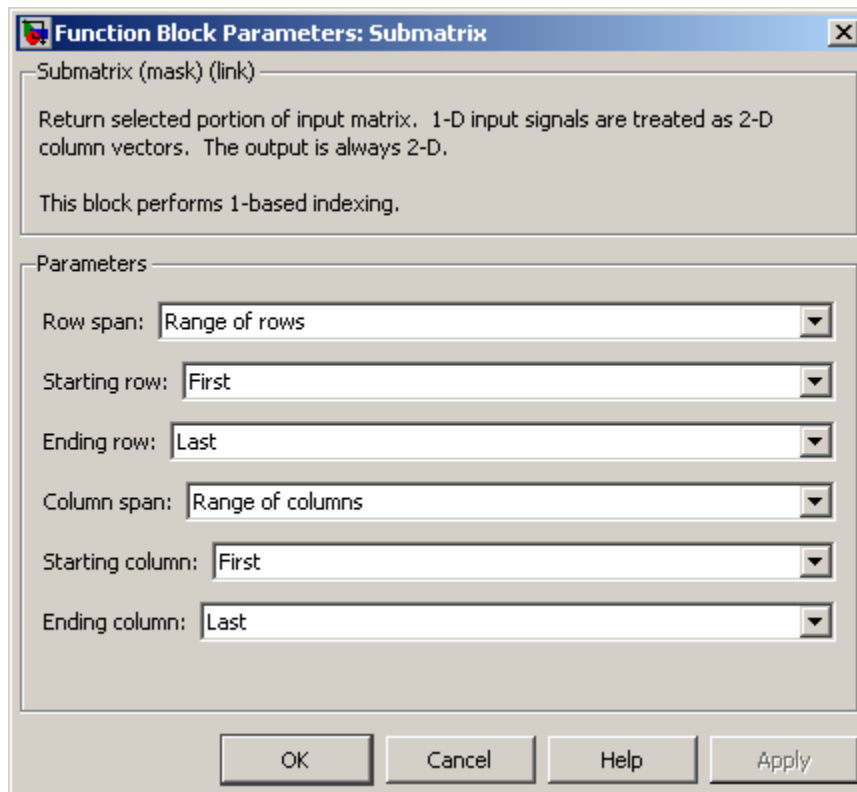 Function Block Parameters: Submatrix
Submatrix (mask) (link)
Return selected portion of input matrix.  1-D input signals are treated as 2-D
column vectors.  The output is always 2-D.
This block performs 1-based indexing.
Parameters
Row span: Range of rows
Starting row: First
Ending row: Last
Column span: Range of columns
Starting column: First
Ending column: Last
OK Cancel Help Apply